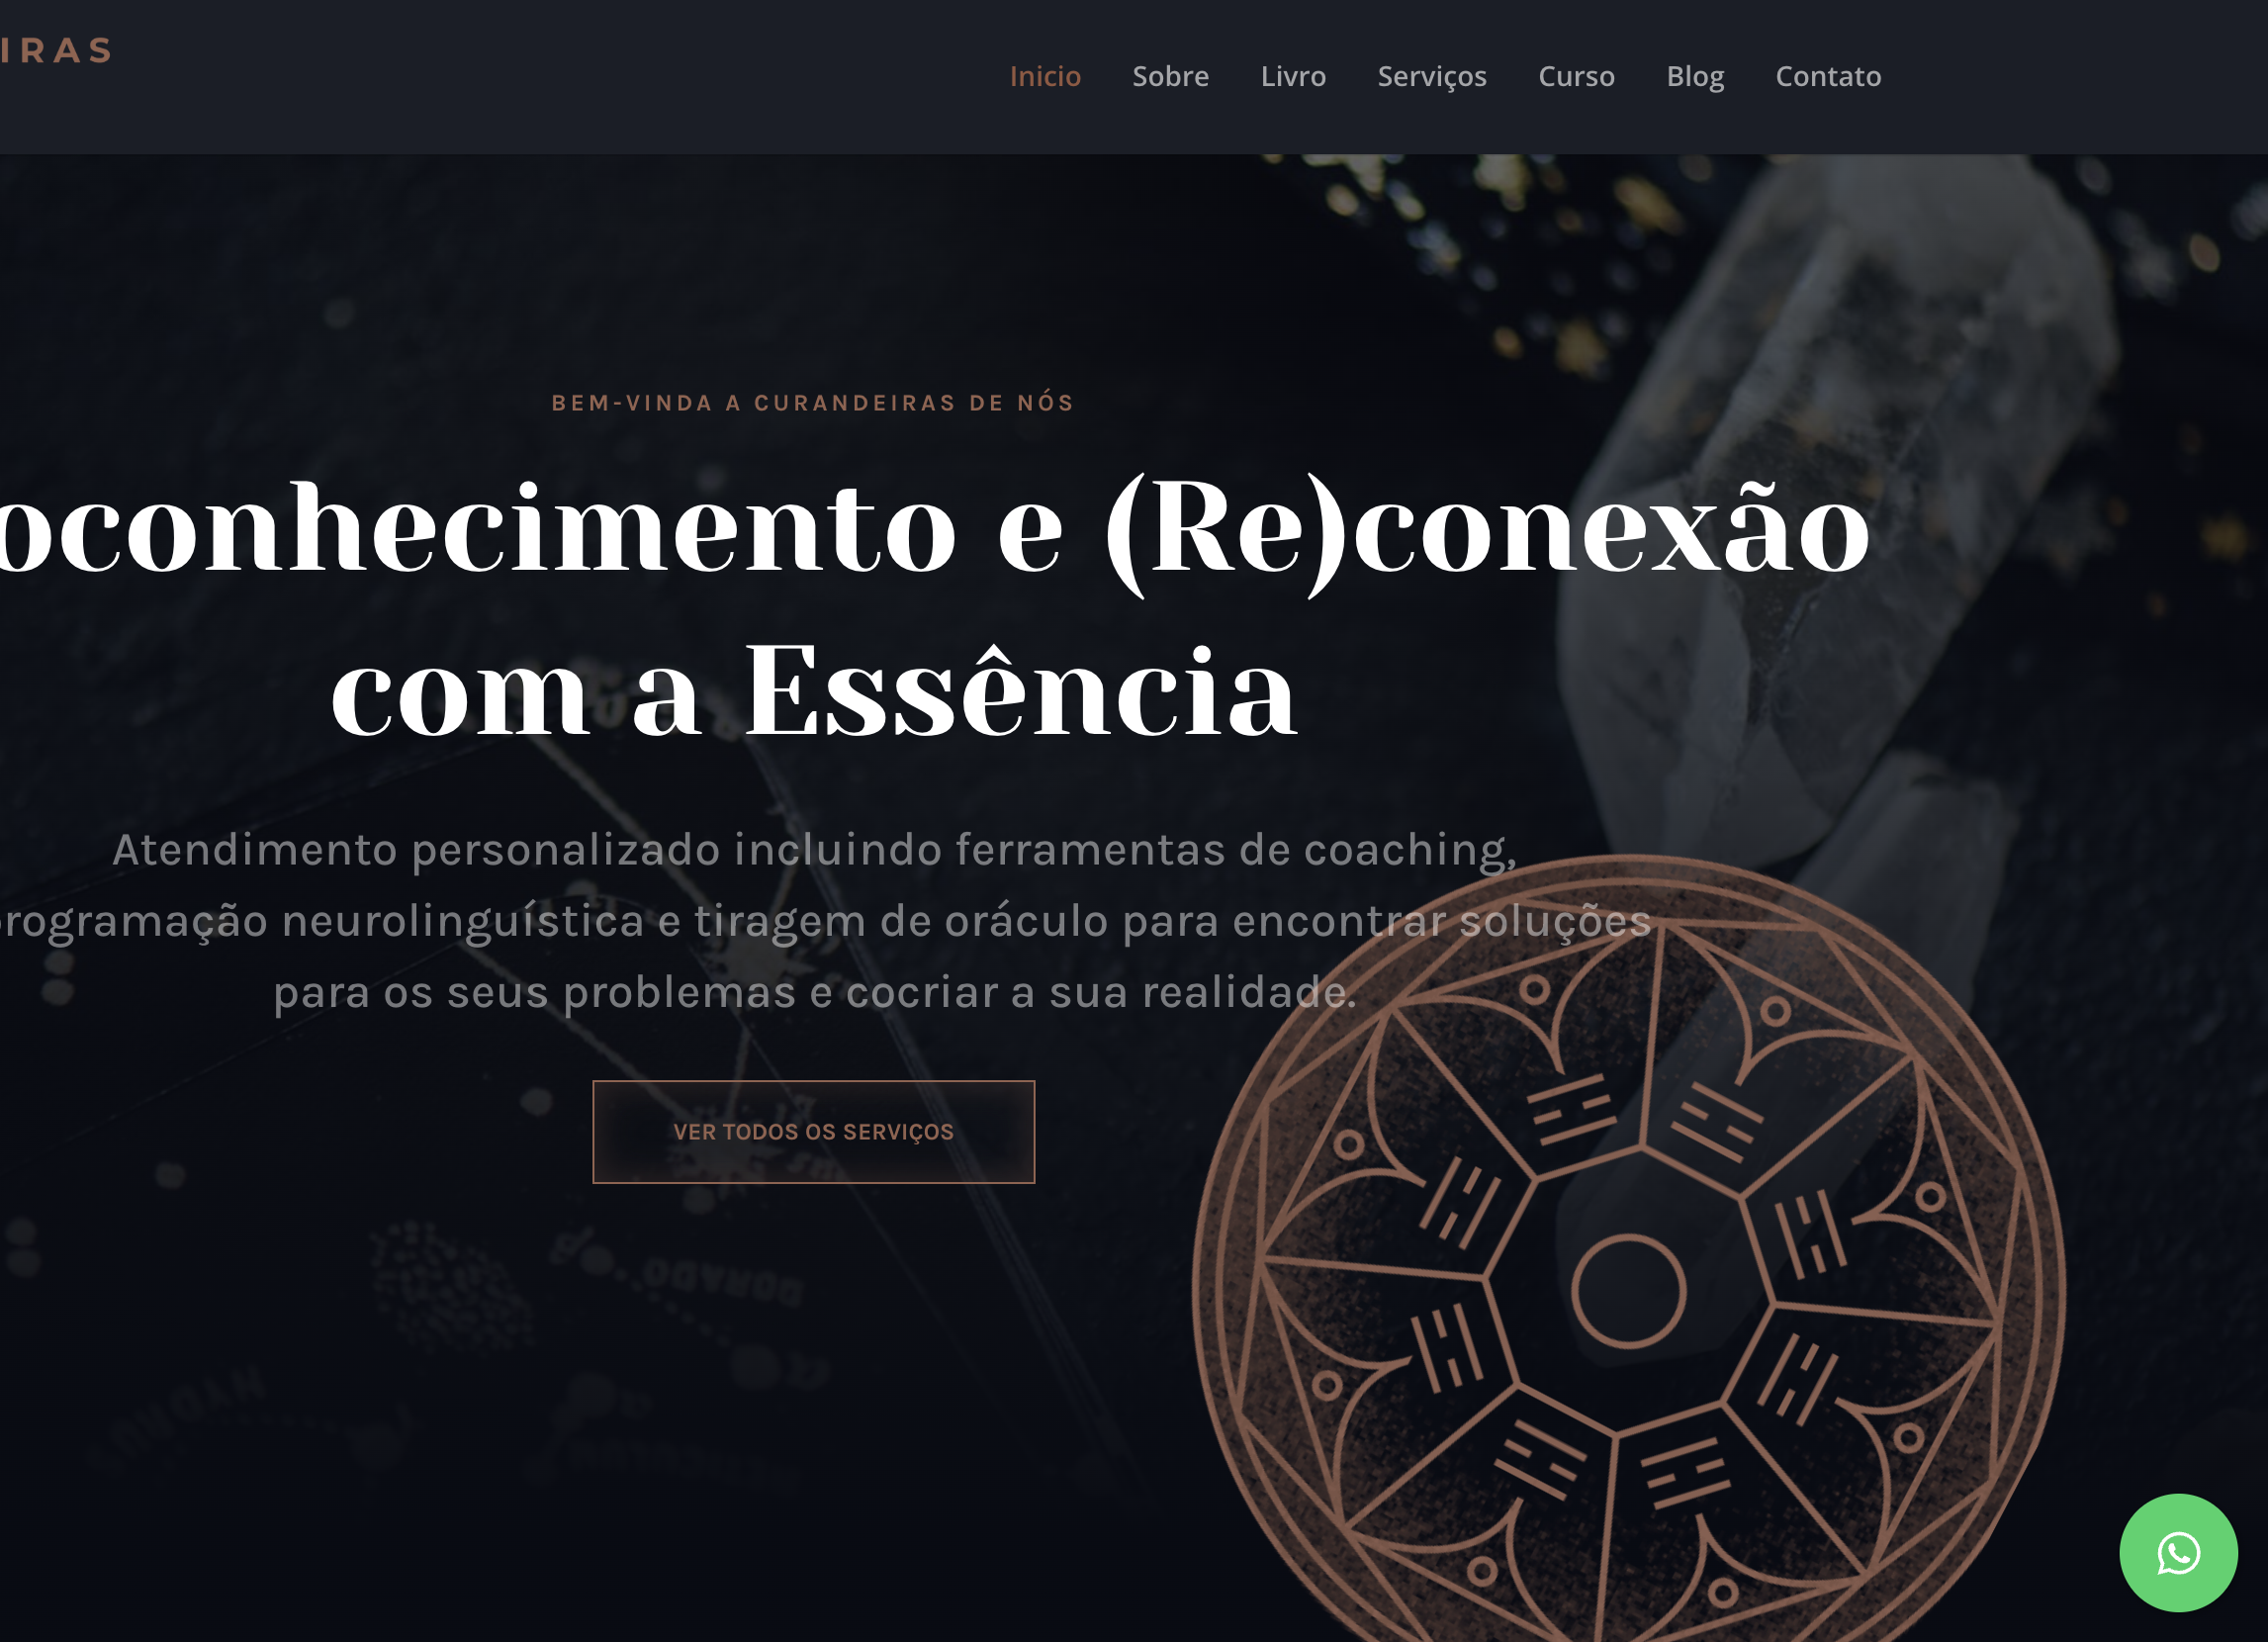 IRAS
Inicio Sobre Livro Serviços Curso Blog Contato
BEM-VINDA A CURANDEIRAS DE NÓS
oconhecimento e (Re)conexão
com a Essência
Atendimento personalizado incluindo ferramentas de coaching,
programação neurolinguística e tiragem de oráculo para encontrar soluções
para os seus problemas e cocriar a sua realidade.
VER TODOS OS SERVIÇOS